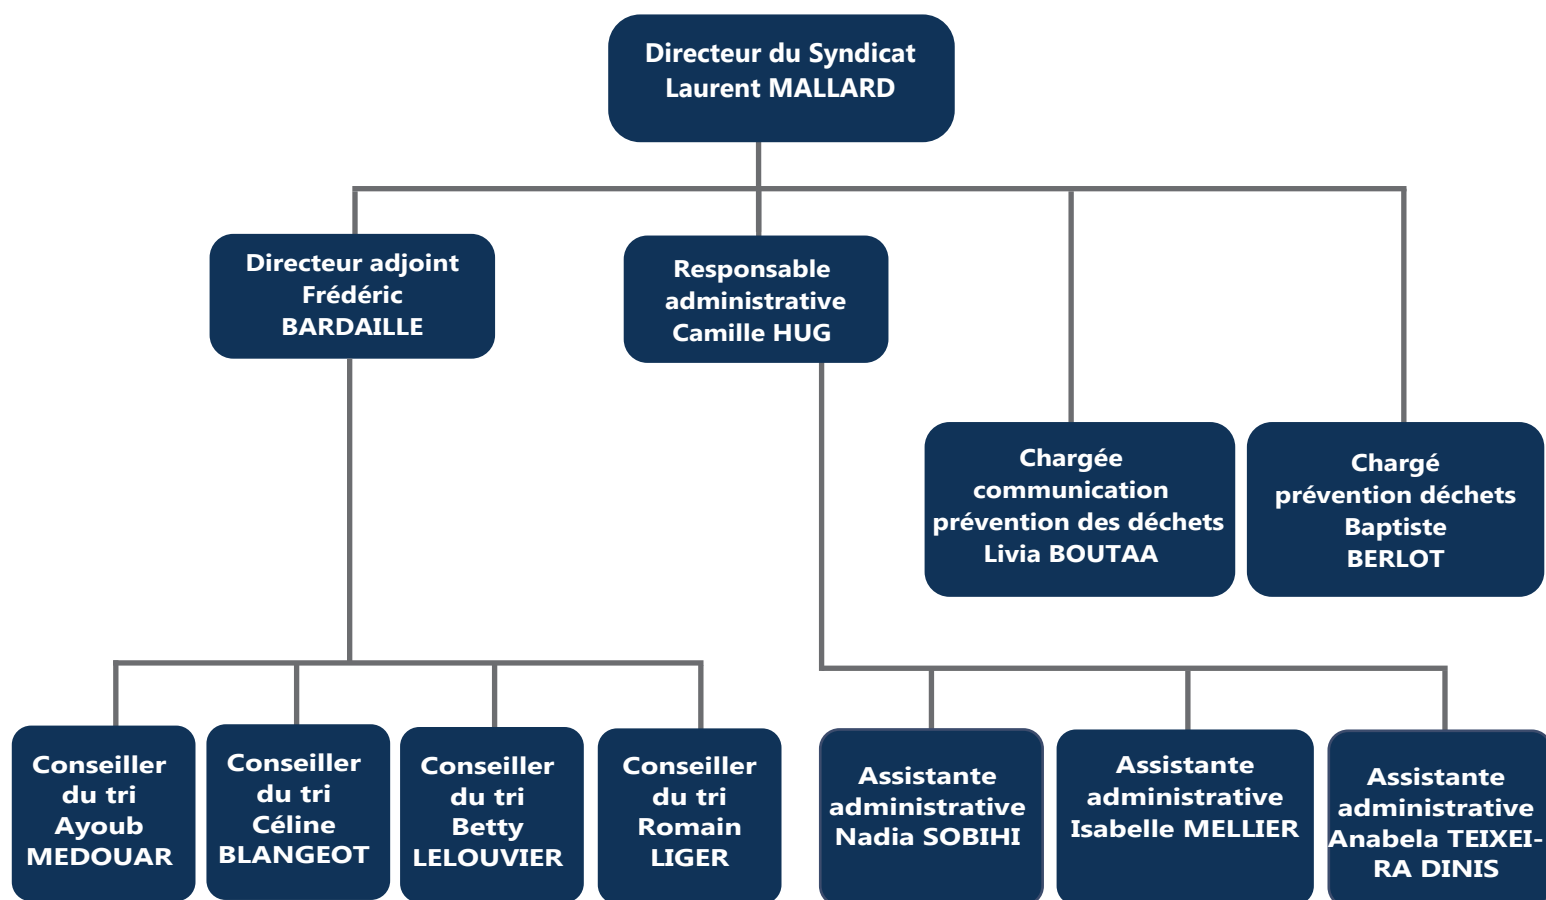 Directeur du Syndicat
Laurent MALLARD
Directeur adjoint
Frédéric
BARDAILLE
Responsable
administrative
Camille HUG
Chargée
communication
prévention des déchets
Livia BOUTAA
Chargé
prévention déchets
Baptiste
BERLOT
Conseiller
du tri
Ayoub
MEDOUAR
Conseiller
du tri
Céline
BLANGEOT
Conseiller
du tri
Betty
LELOUVIER
Conseiller
du tri
Romain
LIGER
Assistante
administrative
Nadia SOBIHI
Assistante
administrative
Isabelle MELLIER
Assistante
administrative
Anabela TEIXEI-
RA DINIS